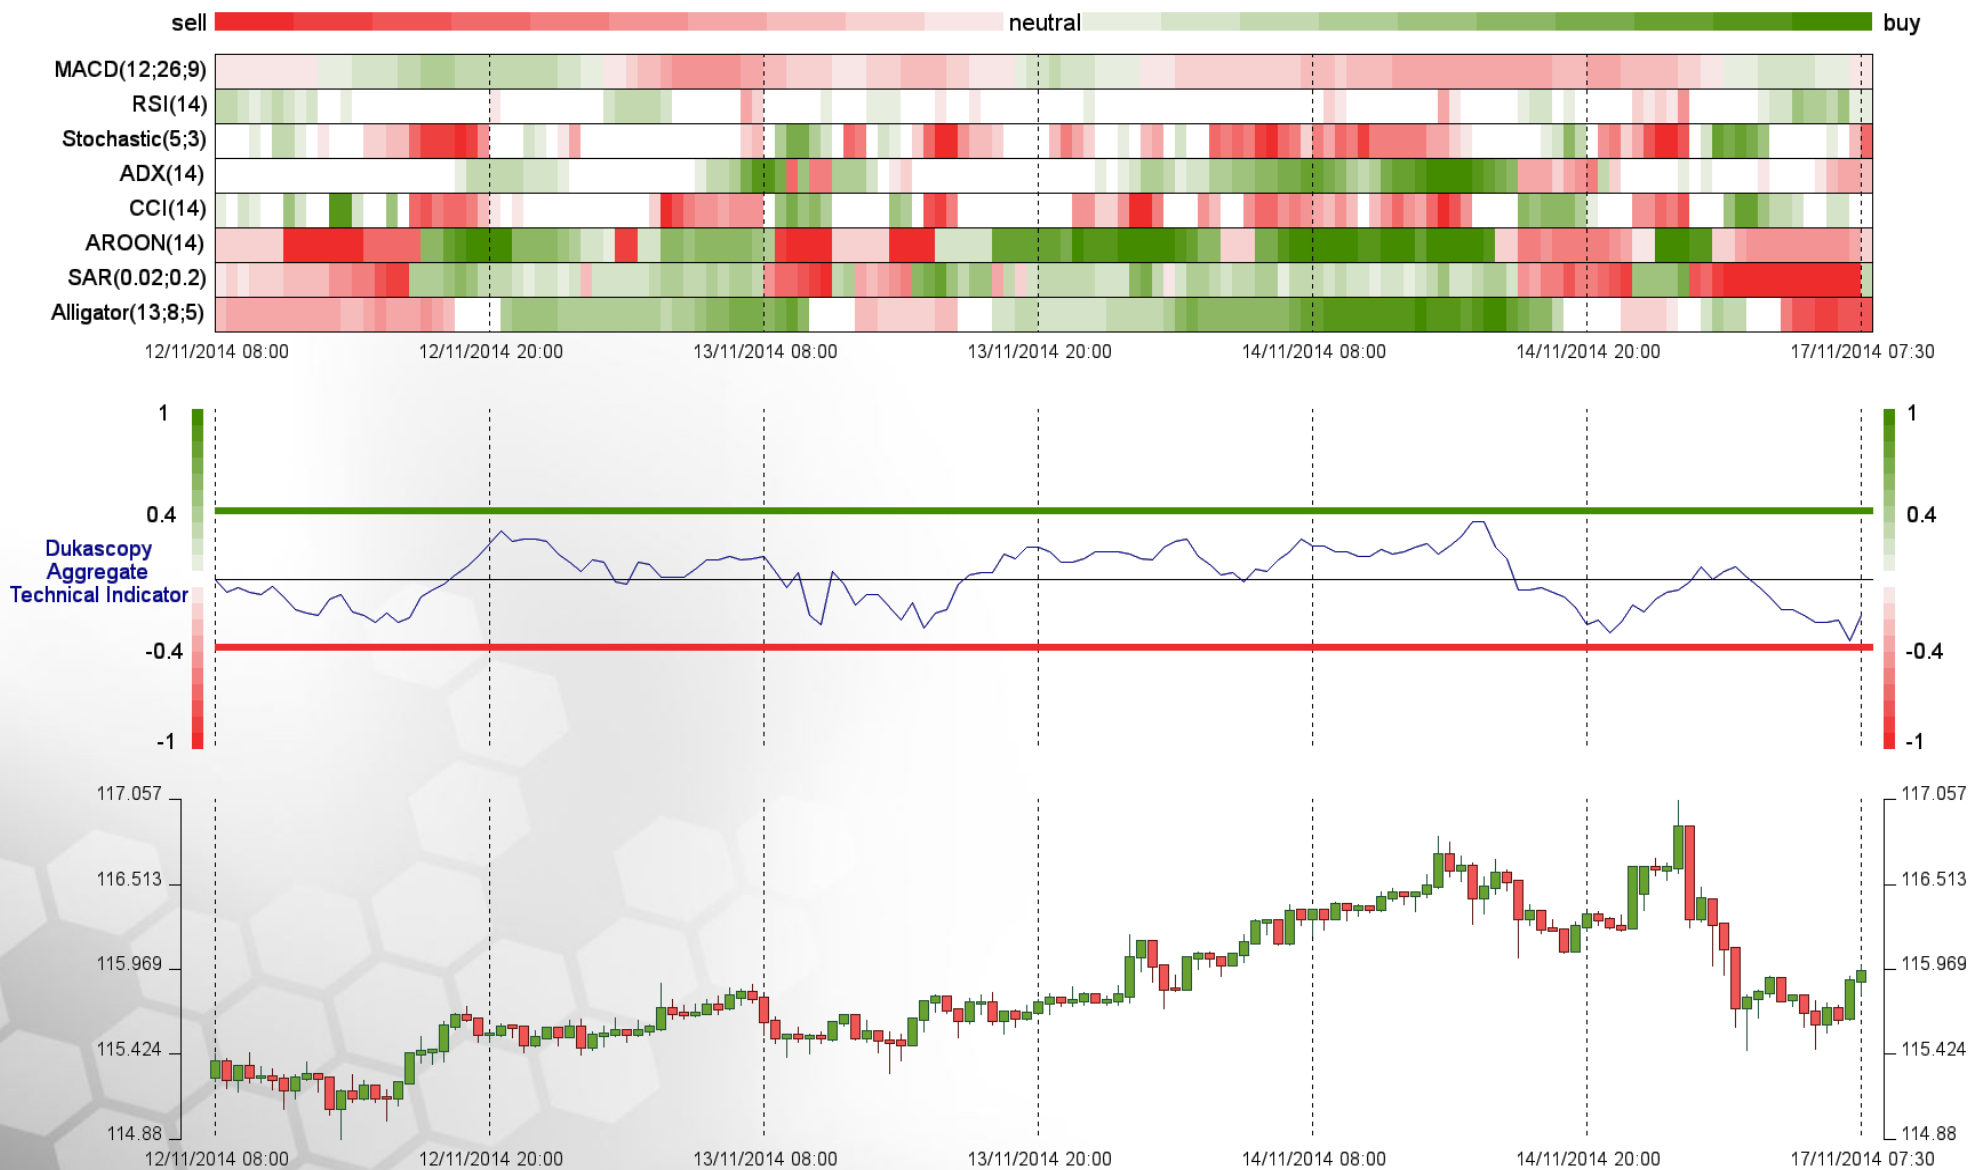 sell neutral buy
MACD(12;26;9)
RSI(14)
Stochastic(5;3)
ADX(14)
CCI(14)
AROON(14)
SAR(0.02;0.2)
Alligator(13;8;5)
12/11/2014 08:00 12/11/2014 20:00 13/11/2014 08:00 13/11/2014 20:00 14/11/2014 08:00 14/11/2014 20:00 17/11/2014 07:30
1 1
0.4 0.4
Dukascopy
Aggregate
Technical Indicator
-0.4 -0.4
-1 -1
117.057 117.057
116.513 116.513
115.969 115.969
115.424 115.424
114.88 114.88
12/11/2014 08:00 12/11/2014 20:00 13/11/2014 08:00 13/11/2014 20:00 14/11/2014 08:00 14/11/2014 20:00 17/11/2014 07:30